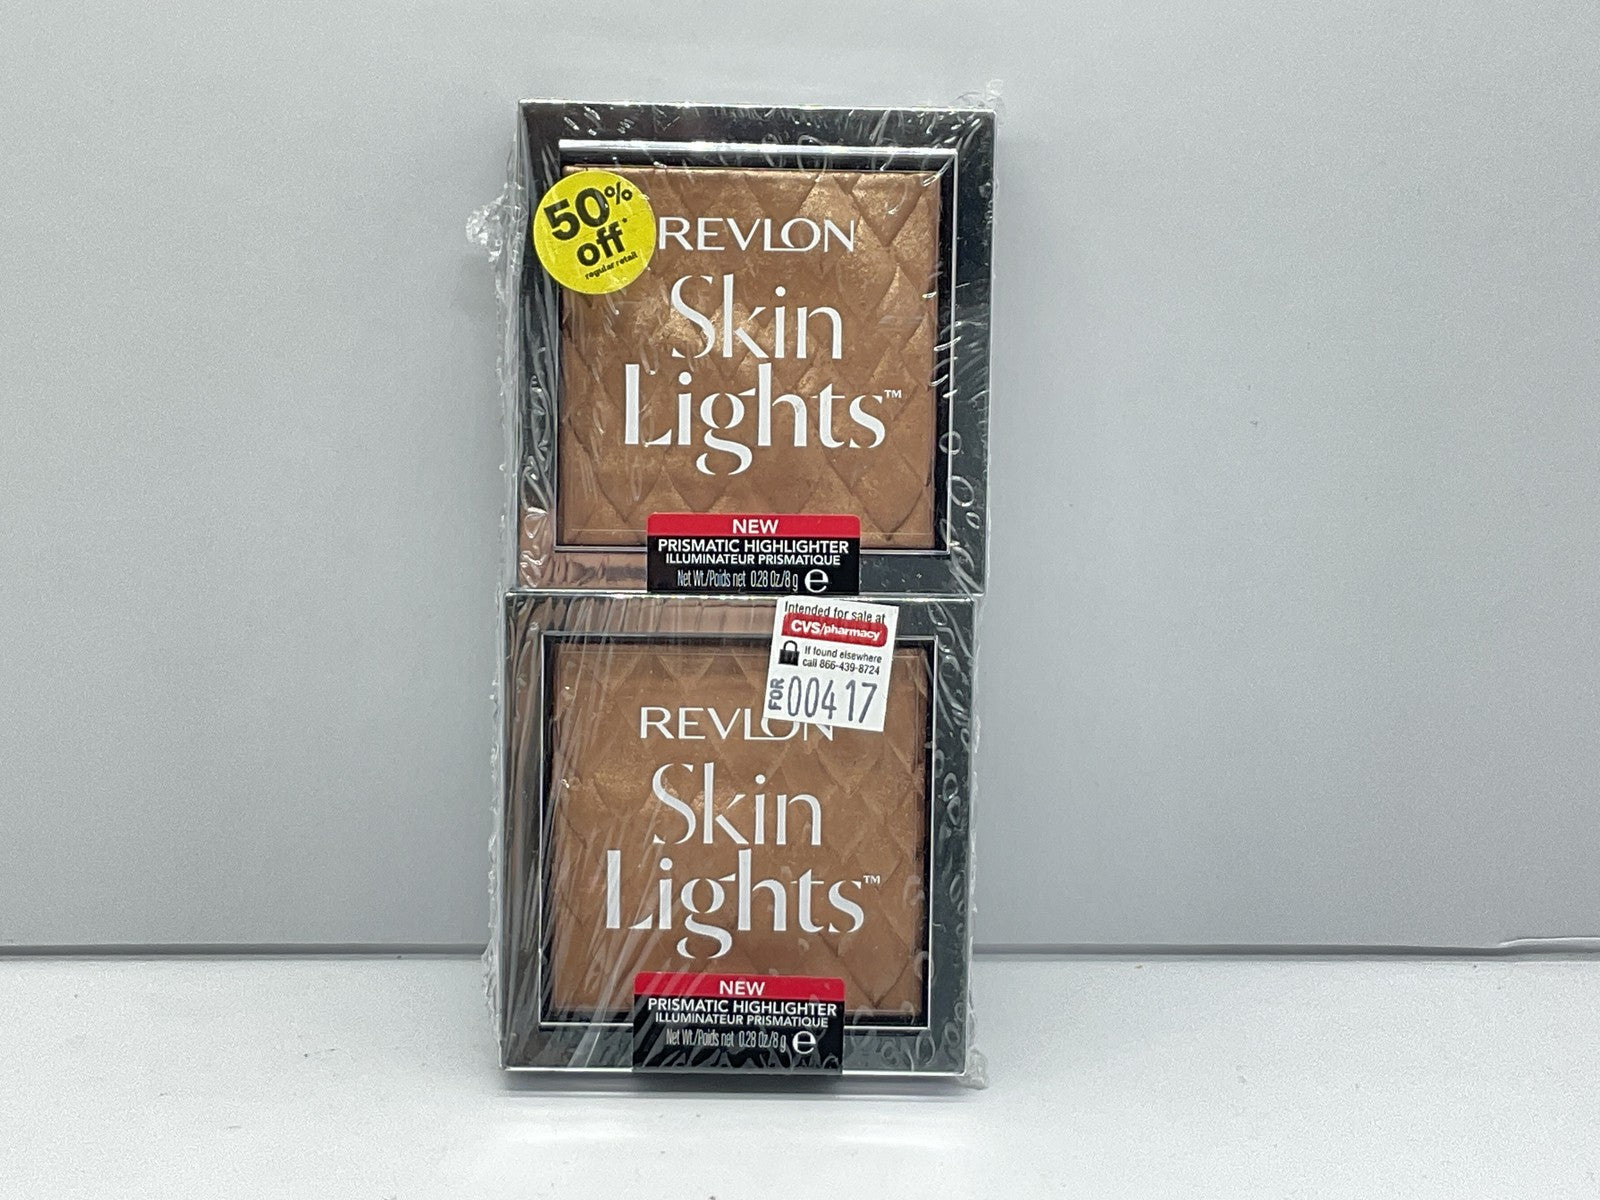 50%
off*
regular retail
REVLON
Skin
Lights™
NEW
PRISMATIC HIGHLIGHTER
ILLUMINATEUR PRISMATIQUE
Net Wt./Poids net 0.28 Oz/8 g ℮
Intended for sale at
CVS/pharmacy
If found elsewhere
call 866-439-8724
FOR 00417
REVLON
Skin
Lights™
NEW
PRISMATIC HIGHLIGHTER
ILLUMINATEUR PRISMATIQUE
Net Wt./Poids net 0.28 Oz/8 g ℮